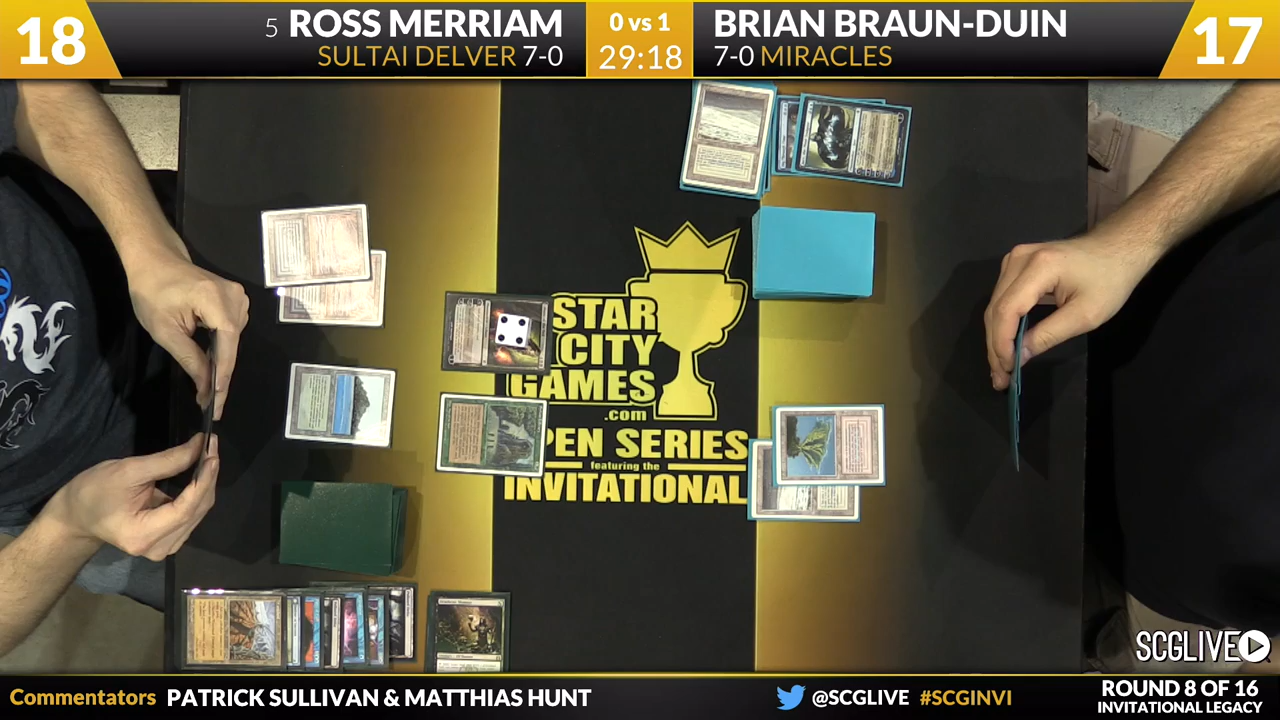 18
5 ROSS MERRIAM
SULTAI DELVER 7-0
0 vs 1
29:18
BRIAN BRAUN-DUIN
7-0 MIRACLES
17
STAR
CITY
GAMES
.com
PEN SERIES
featuring the
INVITATIONAL
SCGLIVE
Commentators PATRICK SULLIVAN & MATTHIAS HUNT
@SCGLIVE #SCGINVI
ROUND 8 OF 16
INVITATIONAL LEGACY